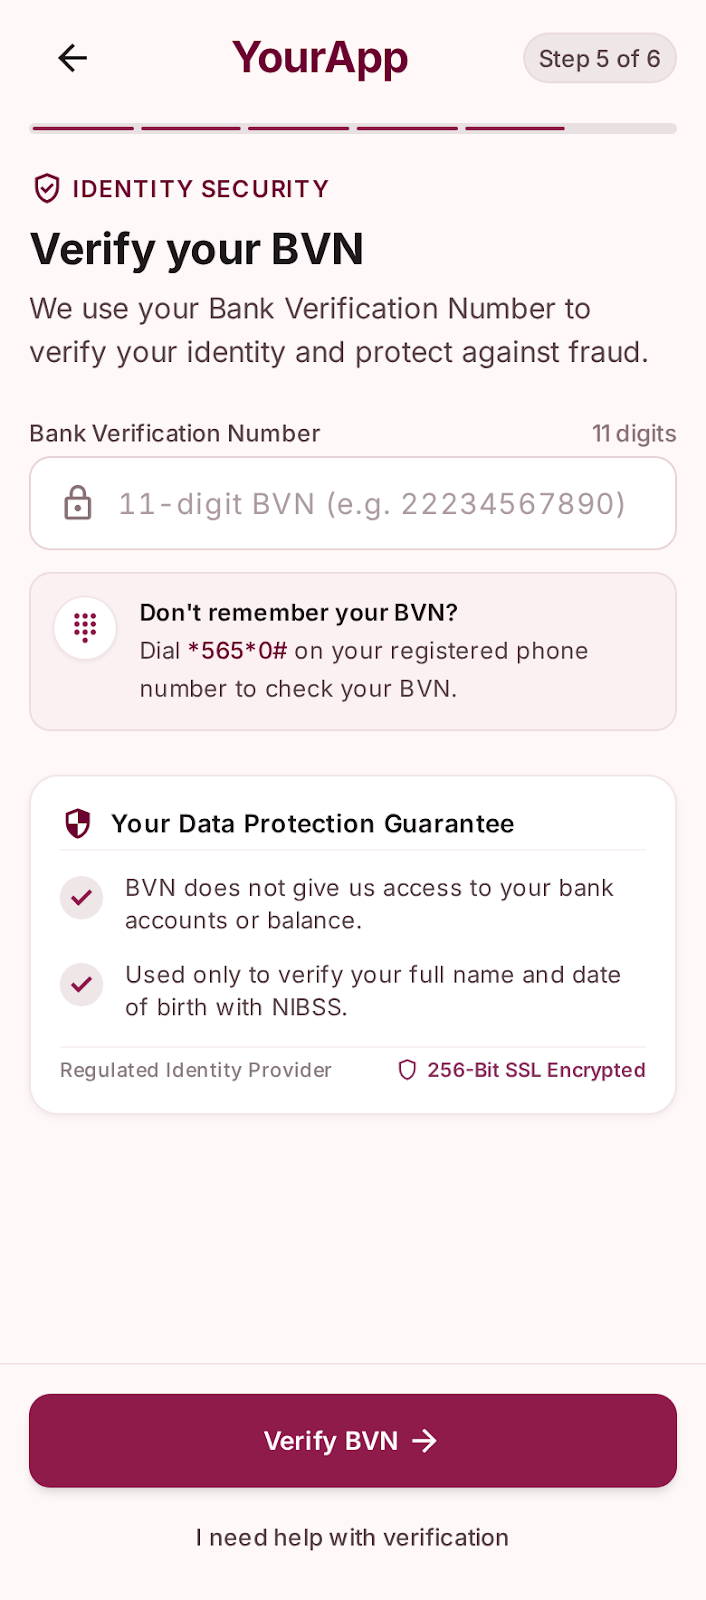 YourApp
Step 5 of 6
IDENTITY SECURITY
Verify your BVN
We use your Bank Verification Number to
verify your identity and protect against fraud.
Bank Verification Number
11 digits
11-digit BVN (e.g. 22234567890)
Don't remember your BVN?
Dial *565*0# on your registered phone
number to check your BVN.
Your Data Protection Guarantee
BVN does not give us access to your bank
accounts or balance.
Used only to verify your full name and date
of birth with NIBSS.
Regulated Identity Provider
256-Bit SSL Encrypted
Verify BVN
I need help with verification